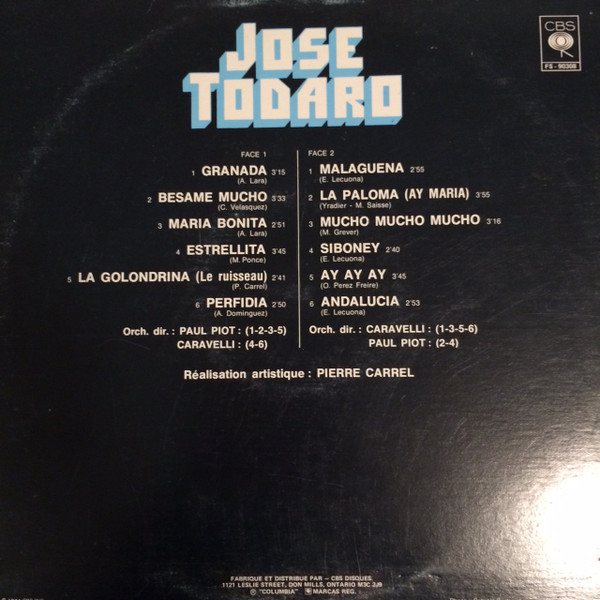 JOSE
TODARO
CBS
FS - 90306
FACE 1
1 GRANADA 3'15
(A. Lara)
2 BESAME MUCHO 3'33
(C. Velasquez)
3 MARIA BONITA 2'51
(A. Lara)
4 ESTRELLITA 3'45
(M. Ponce)
5 LA GOLONDRINA (Le ruisseau) 2'41
(P. Carrel)
6 PERFIDIA 2'50
(A. Dominguez)
Orch. dir. : PAUL PIOT : (1-2-3-5)
CARAVELLI : (4-6)
FACE 2
1 MALAGUENA 2'55
(E. Lecuona)
2 LA PALOMA (AY MARIA) 3'55
(Yradier - M. Saisse)
3 MUCHO MUCHO MUCHO 3'16
(M. Grever)
4 SIBONEY 2'40
(E. Lecuona)
5 AY AY AY 3'45
(O. Perez Freire)
6 ANDALUCIA 2'53
(E. Lecuona)
Orch. dir. : CARAVELLI : (1-3-5-6)
PAUL PIOT : (2-4)
Réalisation artistique : PIERRE CARREL
FABRIQUE ET DISTRIBUE PAR - CBS DISQUES.
1121 LESLIE STREET, DON MILLS, ONTARIO M3C 2J9
Ⓟ "COLUMBIA" MARCAS REG.